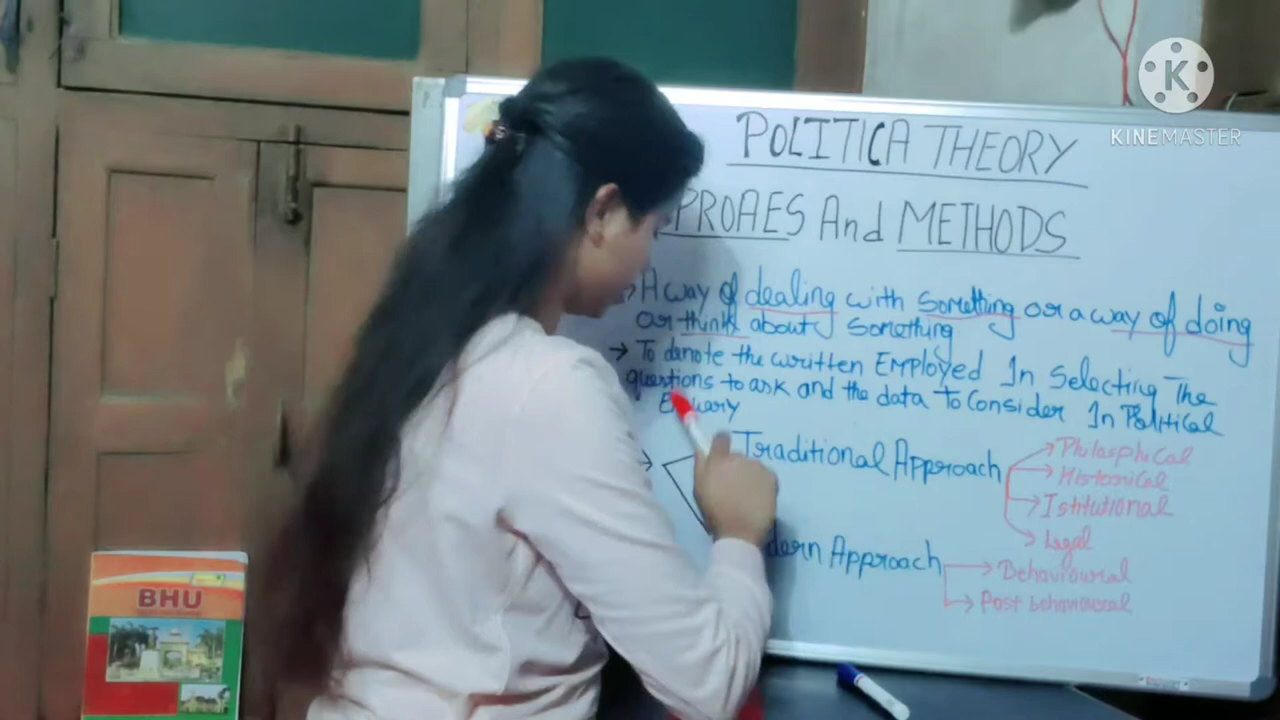 KINEMASTER
POLITICA THEORY
PROAES And METHODS
A way of dealing with something or a way of doing
or think about something
→ To denote the written Employed In Selecting The
questions to ask and the data To Consider In Political
Traditional Approach
Philasphical
Historical
Istitutional
Legal
dern Approach
Behavioural
Post behavioural
BHU